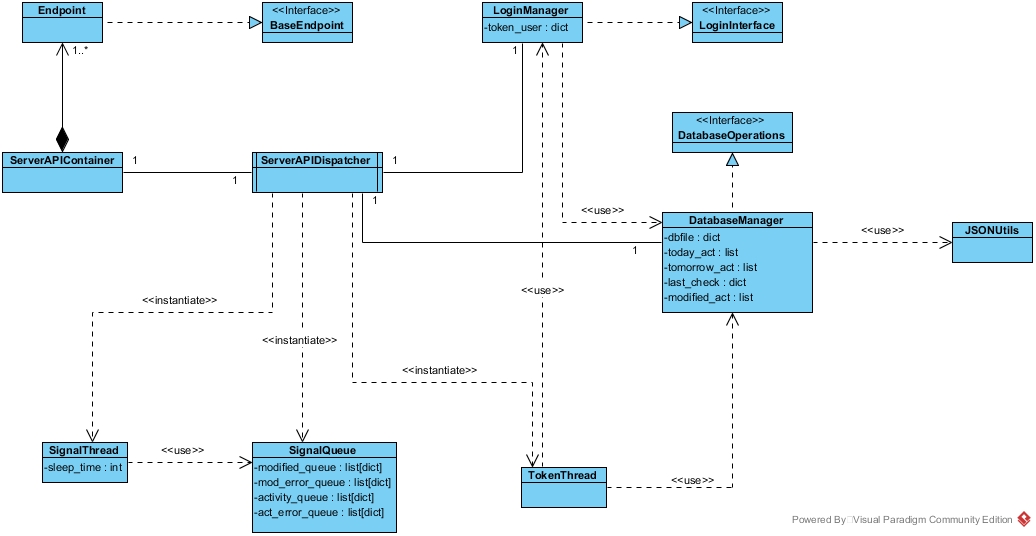 Endpoint
<<Interface>>
BaseEndpoint
LoginManager
-token_user : dict
<<Interface>>
LoginInterface
1..*
1
<<Interface>>
DatabaseOperations
ServerAPIContainer
1
1
ServerAPIDispatcher
1
1
<<use>>
DatabaseManager
-dbfile : dict
-today_act : list
-tomorrow_act : list
-last_check : dict
-modified_act : list
1
<<use>>
JSONUtils
<<instantiate>>
<<instantiate>>
<<instantiate>>
<<use>>
SignalThread
-sleep_time : int
<<use>>
SignalQueue
-modified_queue : list[dict]
-mod_error_queue : list[dict]
-activity_queue : list[dict]
-act_error_queue : list[dict]
TokenThread
<<use>>
Powered By Visual Paradigm Community Edition